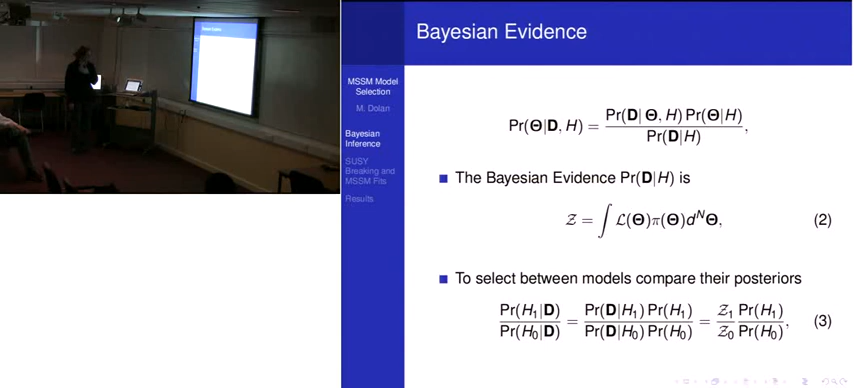 Bayesian Evidence
MSSM Model
Selection
M. Dolan
Bayesian
Inference
SUSY
Breaking and
MSSM Fits
Results
Pr(Θ|D, H) = Pr(D| Θ, H) Pr(Θ|H) / Pr(D|H),
■ The Bayesian Evidence Pr(D|H) is
Z = ∫ L(Θ)π(Θ)d^NΘ, (2)
■ To select between models compare their posteriors
Pr(H₁|D) / Pr(H₀|D) = Pr(D|H₁) Pr(H₁) / Pr(D|H₀) Pr(H₀) = Z₁ / Z₀ Pr(H₁) / Pr(H₀), (3)